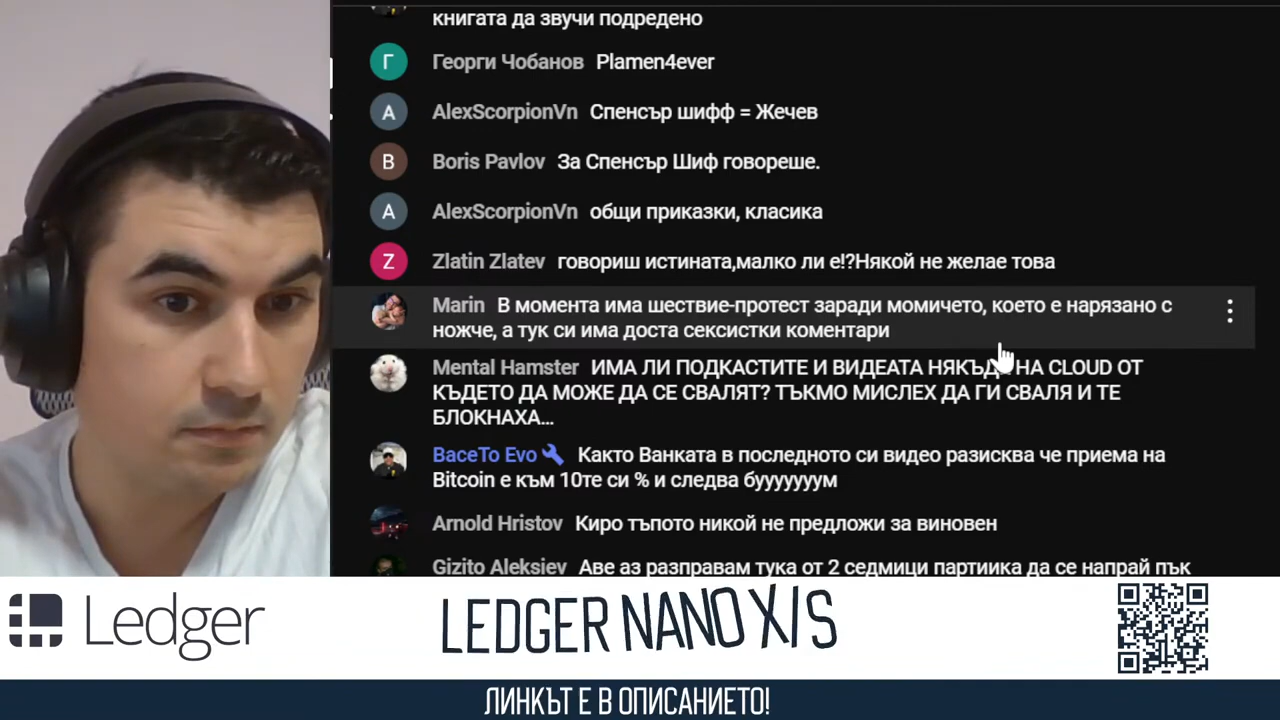 книгата да звучи подредено
Г Георги Чобанов Plamen4ever
A AlexScorpionVn Спенсър шифф = Жечев
B Boris Pavlov За Спенсър Шиф говореше.
A AlexScorpionVn общи приказки, класика
Z Zlatin Zlatev говориш истината,малко ли е!?Някой не желае това
Marin В момента има шествие-протест заради момичето, което е нарязано с
ножче, а тук си има доста сексистки коментари
Mental Hamster ИМА ЛИ ПОДКАСТИТЕ И ВИДЕАТА НЯКЪДЕ НА CLOUD ОТ
КЪДЕТО ДА МОЖЕ ДА СЕ СВАЛЯТ? ТЪКМО МИСЛЕХ ДА ГИ СВАЛЯ И ТЕ
БЛОКНАХА...
BaceTo Evo Както Ванката в последното си видео разисква че приема на
Bitcoin е към 10те си % и следва бууууууум
Arnold Hristov Киро тъпото никой не предложи за виновен
Gizito Aleksiev Аве аз разправам тука от 2 седмици партиика да се напрай пък
Ledger LEDGER NANO X/S
ЛИНКЪТ Е В ОПИСАНИЕТО!